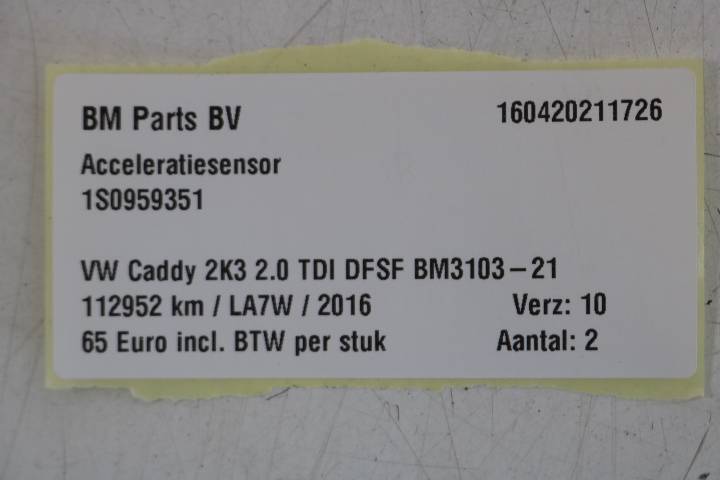 BM Parts BV 160420211726
Acceleratiesensor
1S0959351
VW Caddy 2K3 2.0 TDI DFSF BM3103-21
112952 km / LA7W / 2016 Verz: 10
65 Euro incl. BTW per stuk Aantal: 2